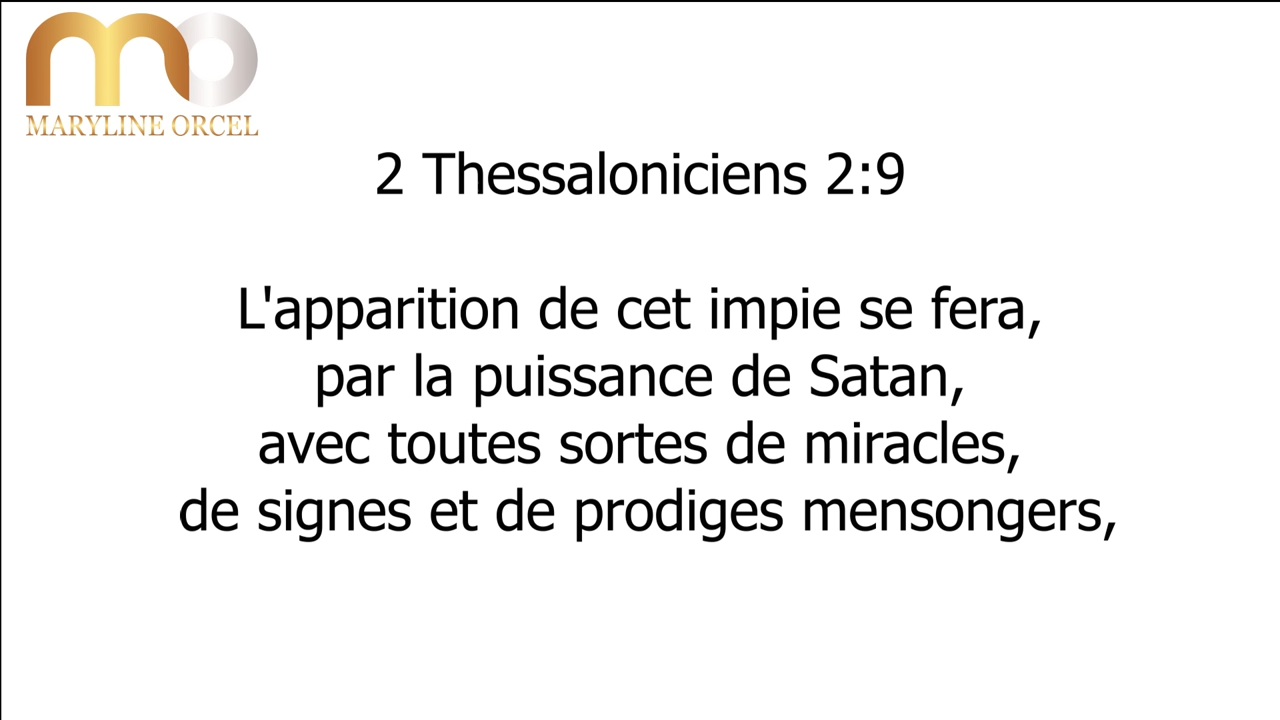 mo
MARYLINE ORCEL
2 Thessaloniciens 2:9
L'apparition de cet impie se fera,
par la puissance de Satan,
avec toutes sortes de miracles,
de signes et de prodiges mensongers,